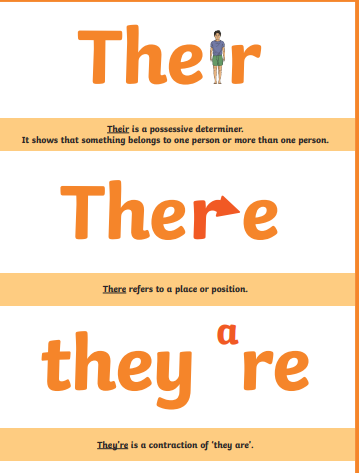 Their
Their is a possessive determiner.
It shows that something belongs to one person or more than one person.
There
There refers to a place or position.
they a re
They're is a contraction of 'they are'.